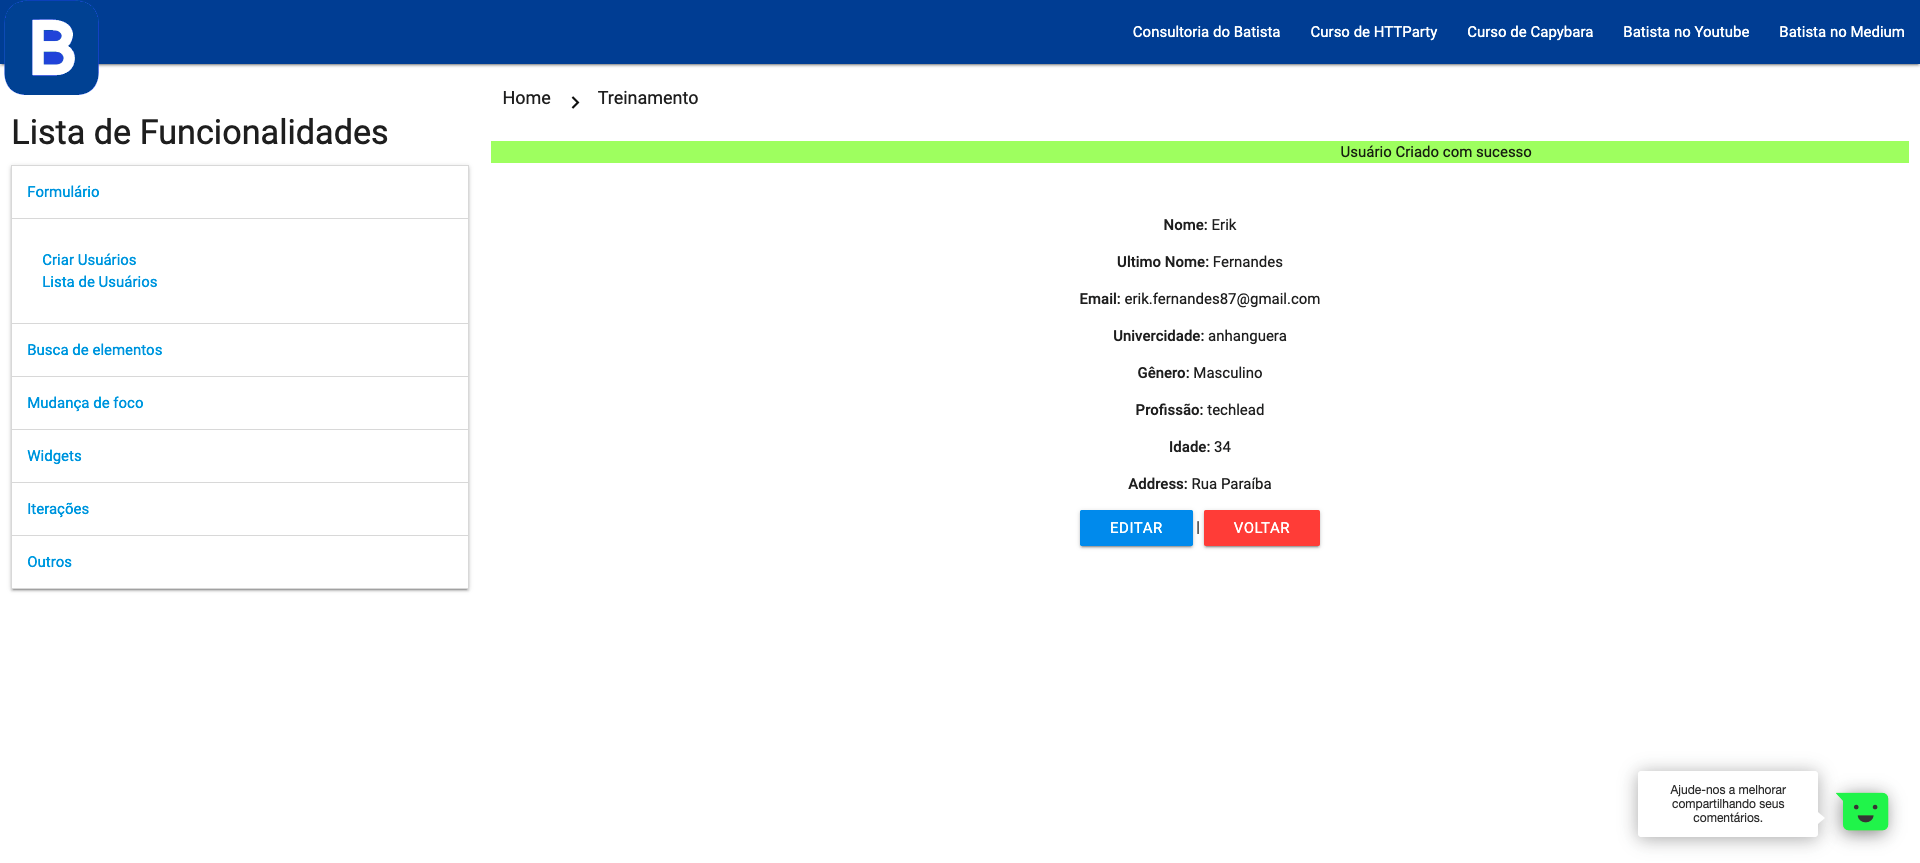 B
Consultoria do Batista
Curso de HTTParty
Curso de Capybara
Batista no Youtube
Batista no Medium
Lista de Funcionalidades
Formulário
Criar Usuários
Lista de Usuários
Busca de elementos
Mudança de foco
Widgets
Iterações
Outros
Home
Treinamento
Usuário Criado com sucesso
Nome: Erik
Ultimo Nome: Fernandes
Email: erik.fernandes87@gmail.com
Univercidade: anhanguera
Gênero: Masculino
Profissão: techlead
Idade: 34
Address: Rua Paraíba
EDITAR | VOLTAR
Ajude-nos a melhorar
compartilhando seus
comentários.